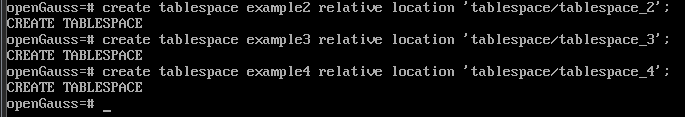 openGauss=# create tablespace example2 relative location 'tablespace/tablespace_2';
CREATE TABLESPACE
openGauss=# create tablespace example3 relative location 'tablespace/tablespace_3';
CREATE TABLESPACE
openGauss=# create tablespace example4 relative location 'tablespace/tablespace_4';
CREATE TABLESPACE
openGauss=# _